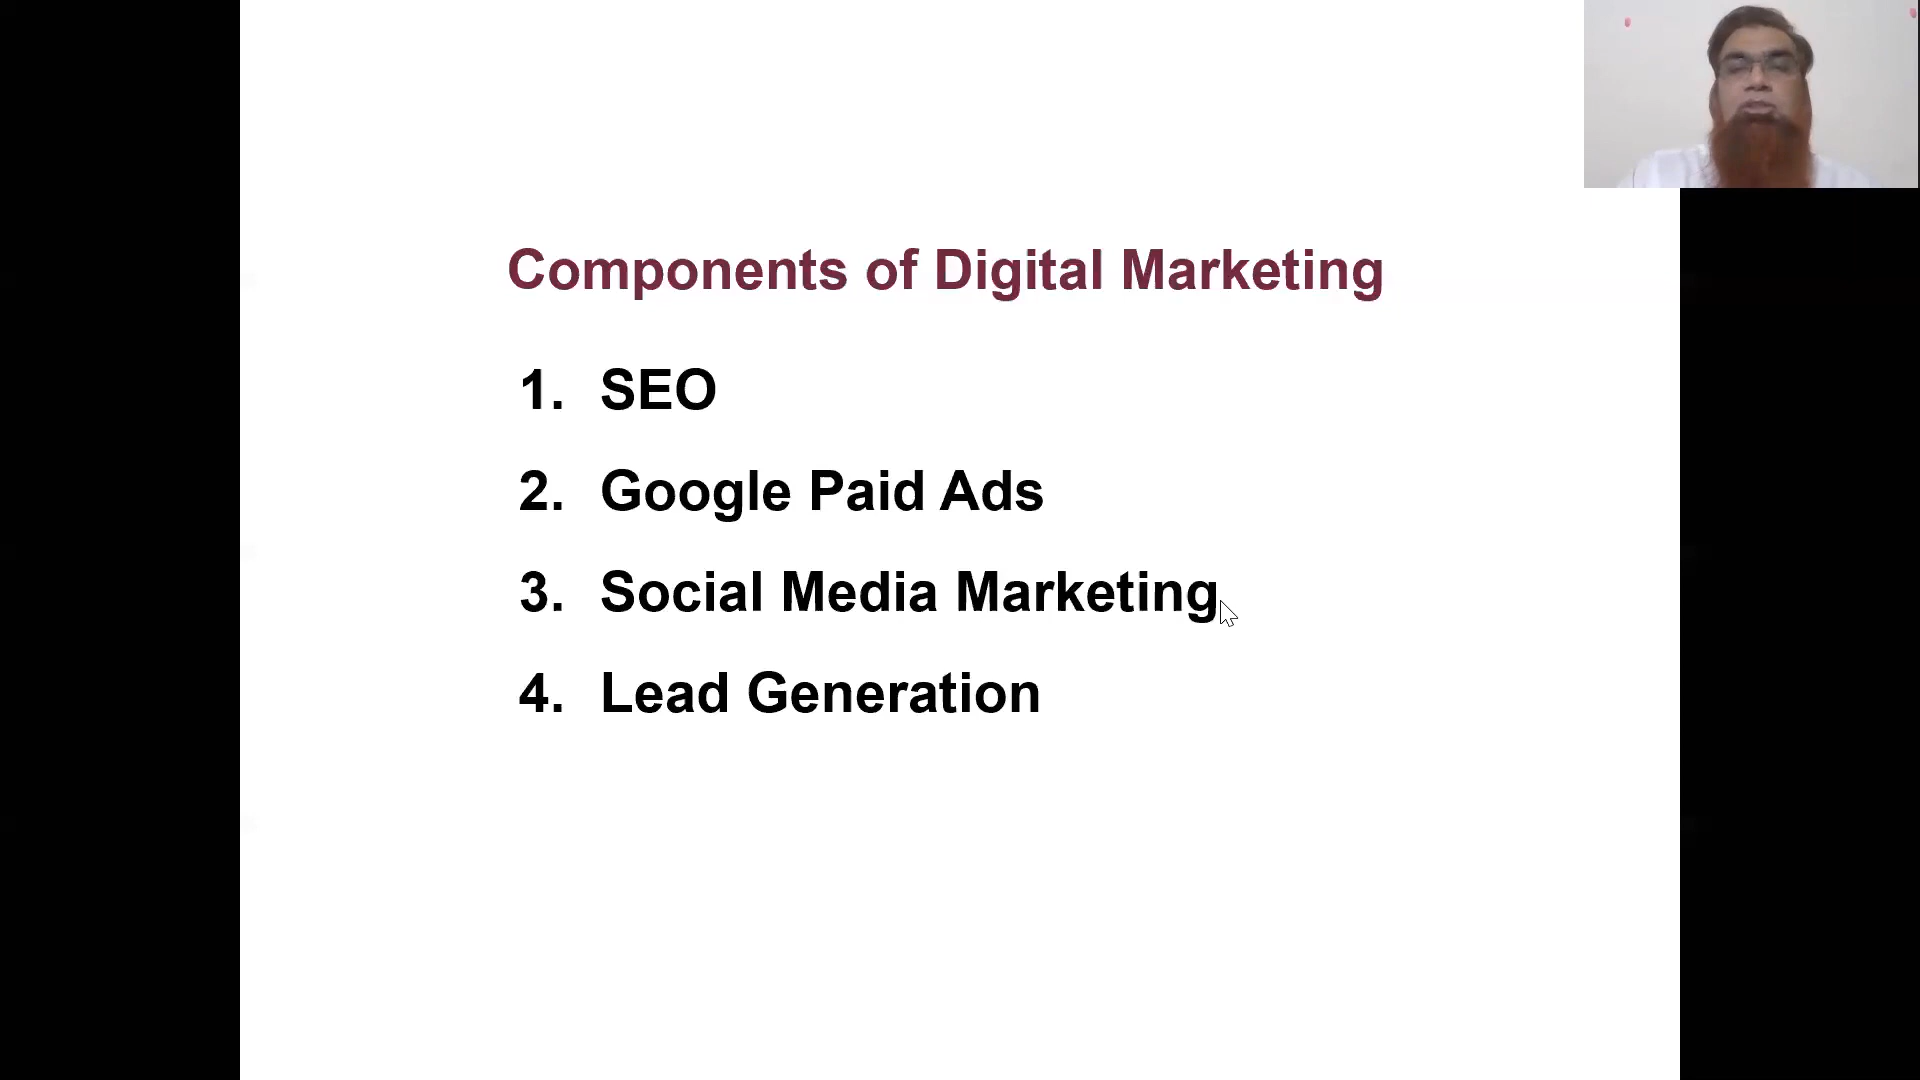 Components of Digital Marketing
1. SEO
2. Google Paid Ads
3. Social Media Marketing
4. Lead Generation